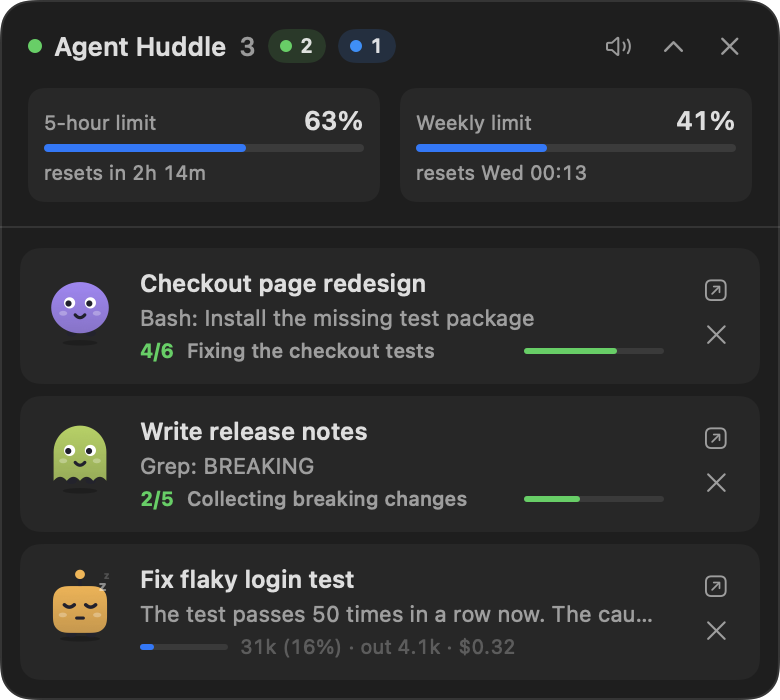 Agent Huddle 3 2 1
5-hour limit 63%
resets in 2h 14m
Weekly limit 41%
resets Wed 00:13
Checkout page redesign
Bash: Install the missing test package
4/6 Fixing the checkout tests
Write release notes
Grep: BREAKING
2/5 Collecting breaking changes
z
z
Fix flaky login test
The test passes 50 times in a row now. The cau...
31k (16%) · out 4.1k · $0.32